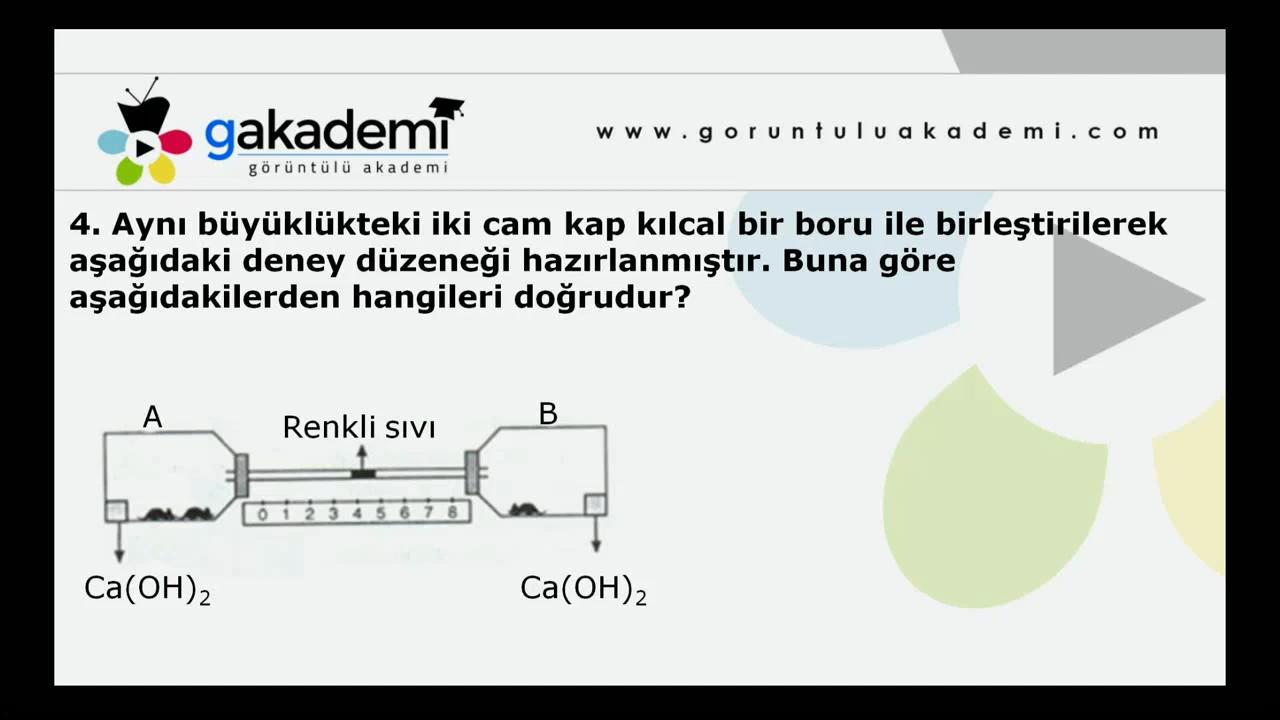 gakademi
görüntülü akademi
www.goruntuluakademi.com
4. Aynı büyüklükteki iki cam kap kılcal bir boru ile birleştirilerek
aşağıdaki deney düzeneği hazırlanmıştır. Buna göre
aşağıdakilerden hangileri doğrudur?
A
Renkli sıvı
B
0 1 2 3 4 5 6 7 8
Ca(OH)₂
Ca(OH)₂